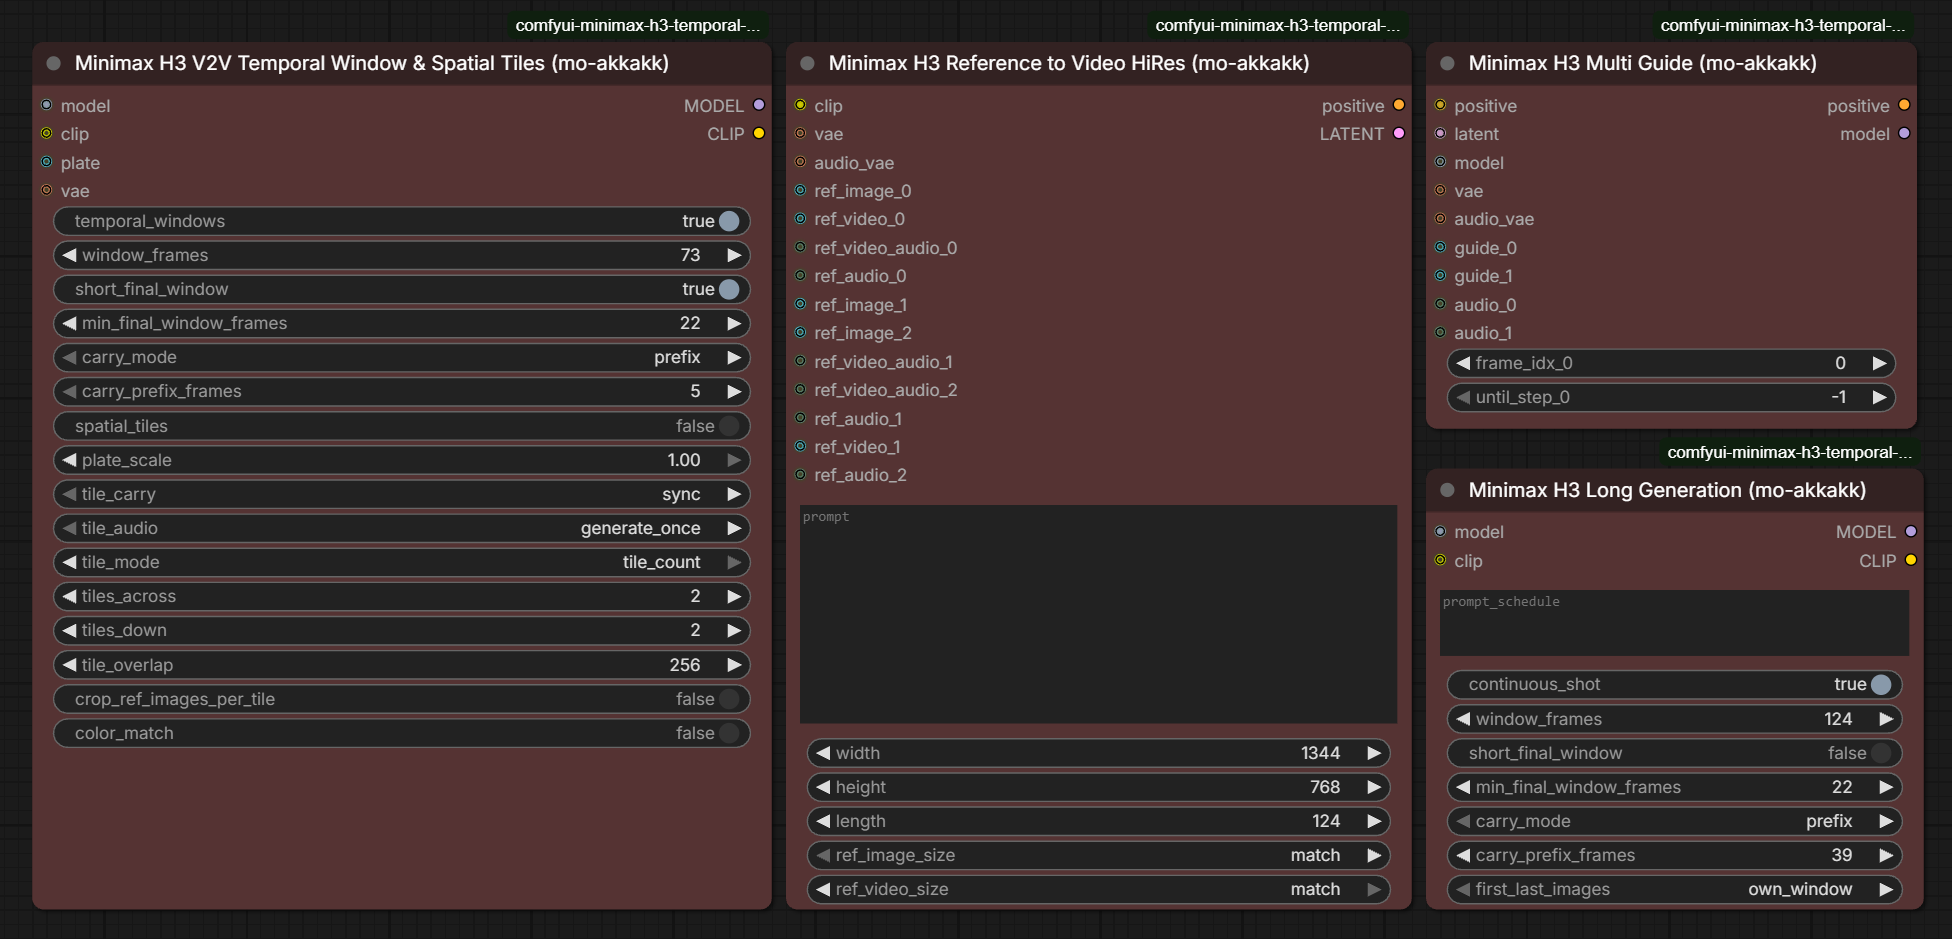 comfyui-minimax-h3-temporal-...
Minimax H3 V2V Temporal Window & Spatial Tiles (mo-akkakk)
model
MODEL
clip
CLIP
plate
vae
temporal_windows true
window_frames 73
short_final_window true
min_final_window_frames 22
carry_mode prefix
carry_prefix_frames 5
spatial_tiles false
plate_scale 1.00
tile_carry sync
tile_audio generate_once
tile_mode tile_count
tiles_across 2
tiles_down 2
tile_overlap 256
crop_ref_images_per_tile false
color_match false
comfyui-minimax-h3-temporal-...
Minimax H3 Reference to Video HiRes (mo-akkakk)
clip
positive
vae
LATENT
audio_vae
ref_image_0
ref_video_0
ref_video_audio_0
ref_audio_0
ref_image_1
ref_image_2
ref_video_audio_1
ref_video_audio_2
ref_audio_1
ref_video_1
ref_audio_2
prompt
width 1344
height 768
length 124
ref_image_size match
ref_video_size match
comfyui-minimax-h3-temporal-...
Minimax H3 Multi Guide (mo-akkakk)
positive
positive
latent
model
model
vae
audio_vae
guide_0
guide_1
audio_0
audio_1
frame_idx_0 0
until_step_0 -1
comfyui-minimax-h3-temporal-...
Minimax H3 Long Generation (mo-akkakk)
model
MODEL
clip
CLIP
prompt_schedule
continuous_shot true
window_frames 124
short_final_window false
min_final_window_frames 22
carry_mode prefix
carry_prefix_frames 39
first_last_images own_window